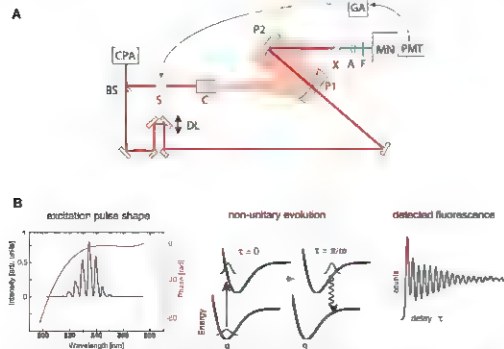 A
GA
P2
CPA
MN
PMT
X
A
F
BS
S
C
P1
DL
B
excitation pulse shape
non-unitary evolution
detected fluorescence
Intensity [arb. units]
Phase [rad]
0
τ = 0
τ = π/ω
counts
Energy
q
q
delay τ
Wavelength [nm]